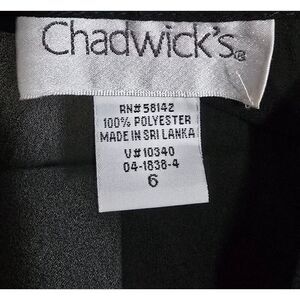 Chadwick's®
RN# 58142
100% POLYESTER
MADE IN SRI LANKA
V# 10340
04-1838-4
6